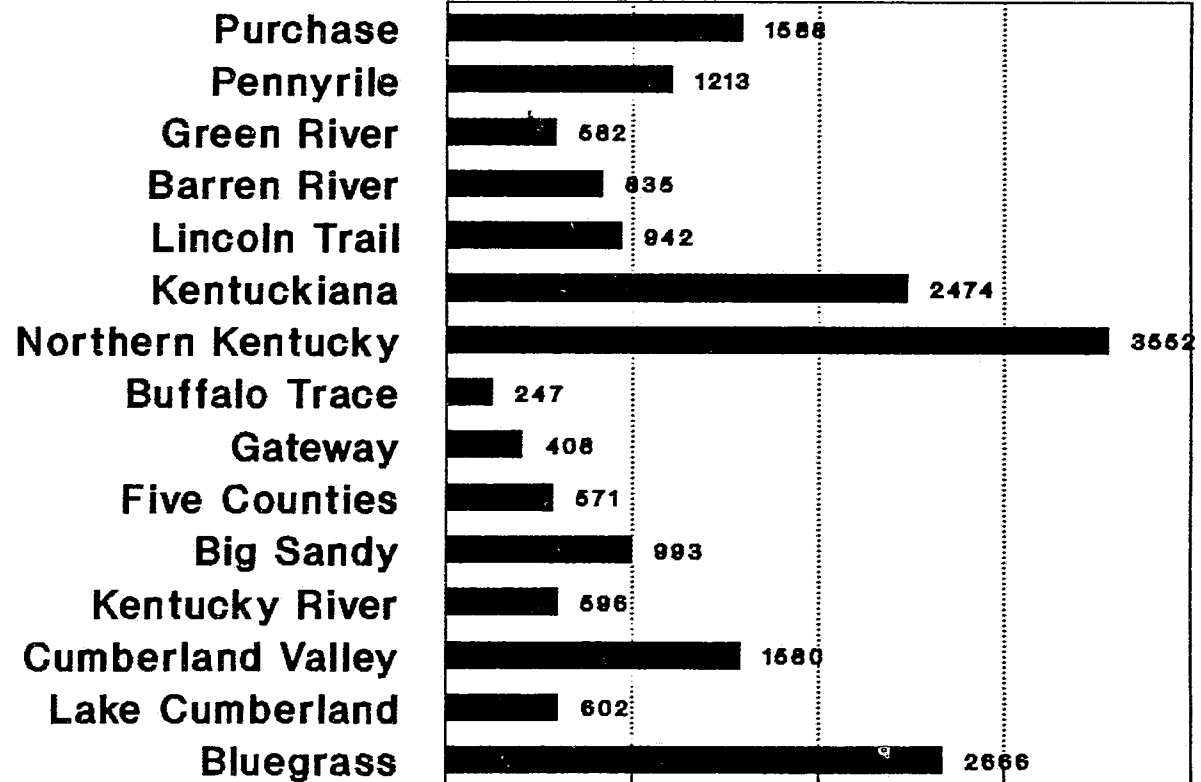 Purchase 1588
Pennyrile 1213
Green River 582
Barren River 835
Lincoln Trail 942
Kentuckiana 2474
Northern Kentucky 3552
Buffalo Trace 247
Gateway 408
Five Counties 571
Big Sandy 993
Kentucky River 596
Cumberland Valley 1580
Lake Cumberland 602
Bluegrass 2666